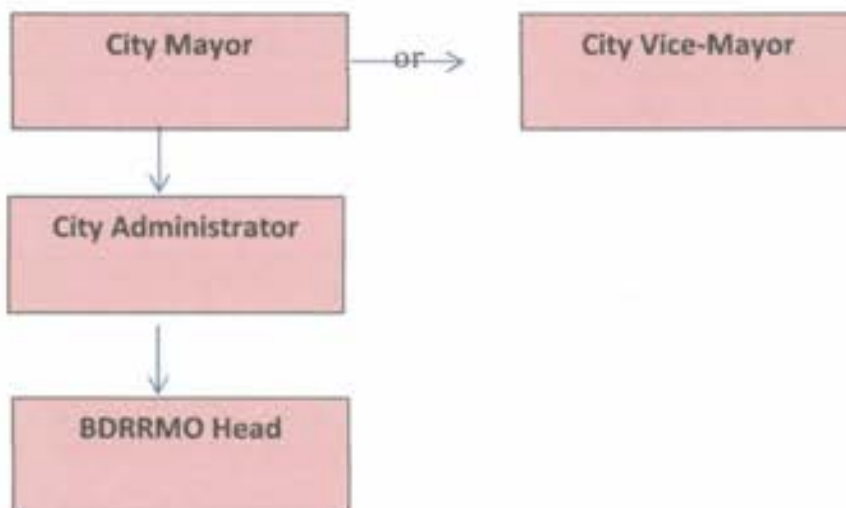 City Mayor
or
City Vice-Mayor
City Administrator
BDRRMO Head